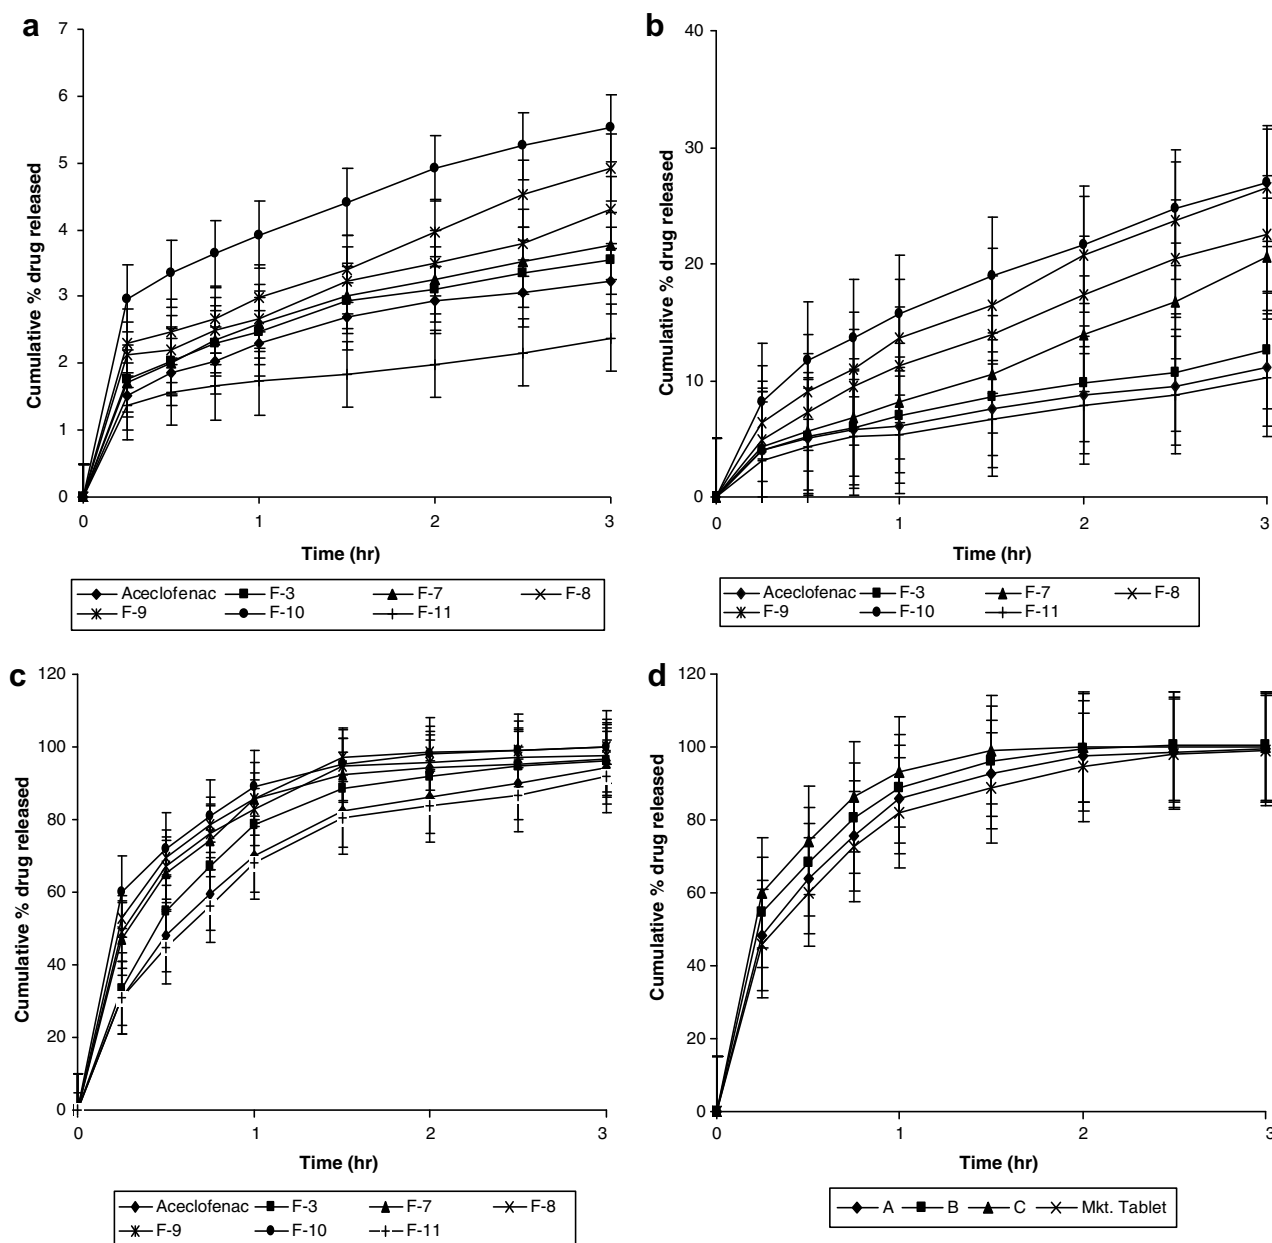 a
7
6
5
4
3
2
1
0
Cumulative % drug released
0 1 2 3
Time (hr)
Aceclofenac F-3 F-7 F-8
F-9 F-10 F-11
b
40
30
20
10
0
Cumulative % drug released
0 1 2 3
Time (hr)
Aceclofenac F-3 F-7 F-8
F-9 F-10 F-11
c
120
100
80
60
40
20
0
Cumulative % drug released
0 1 2 3
Time (hr)
Aceclofenac F-3 F-7 F-8
F-9 F-10 F-11
d
120
100
80
60
40
20
0
Cumulative % drug released
0 1 2 3
Time (hr)
A B C Mkt. Tablet